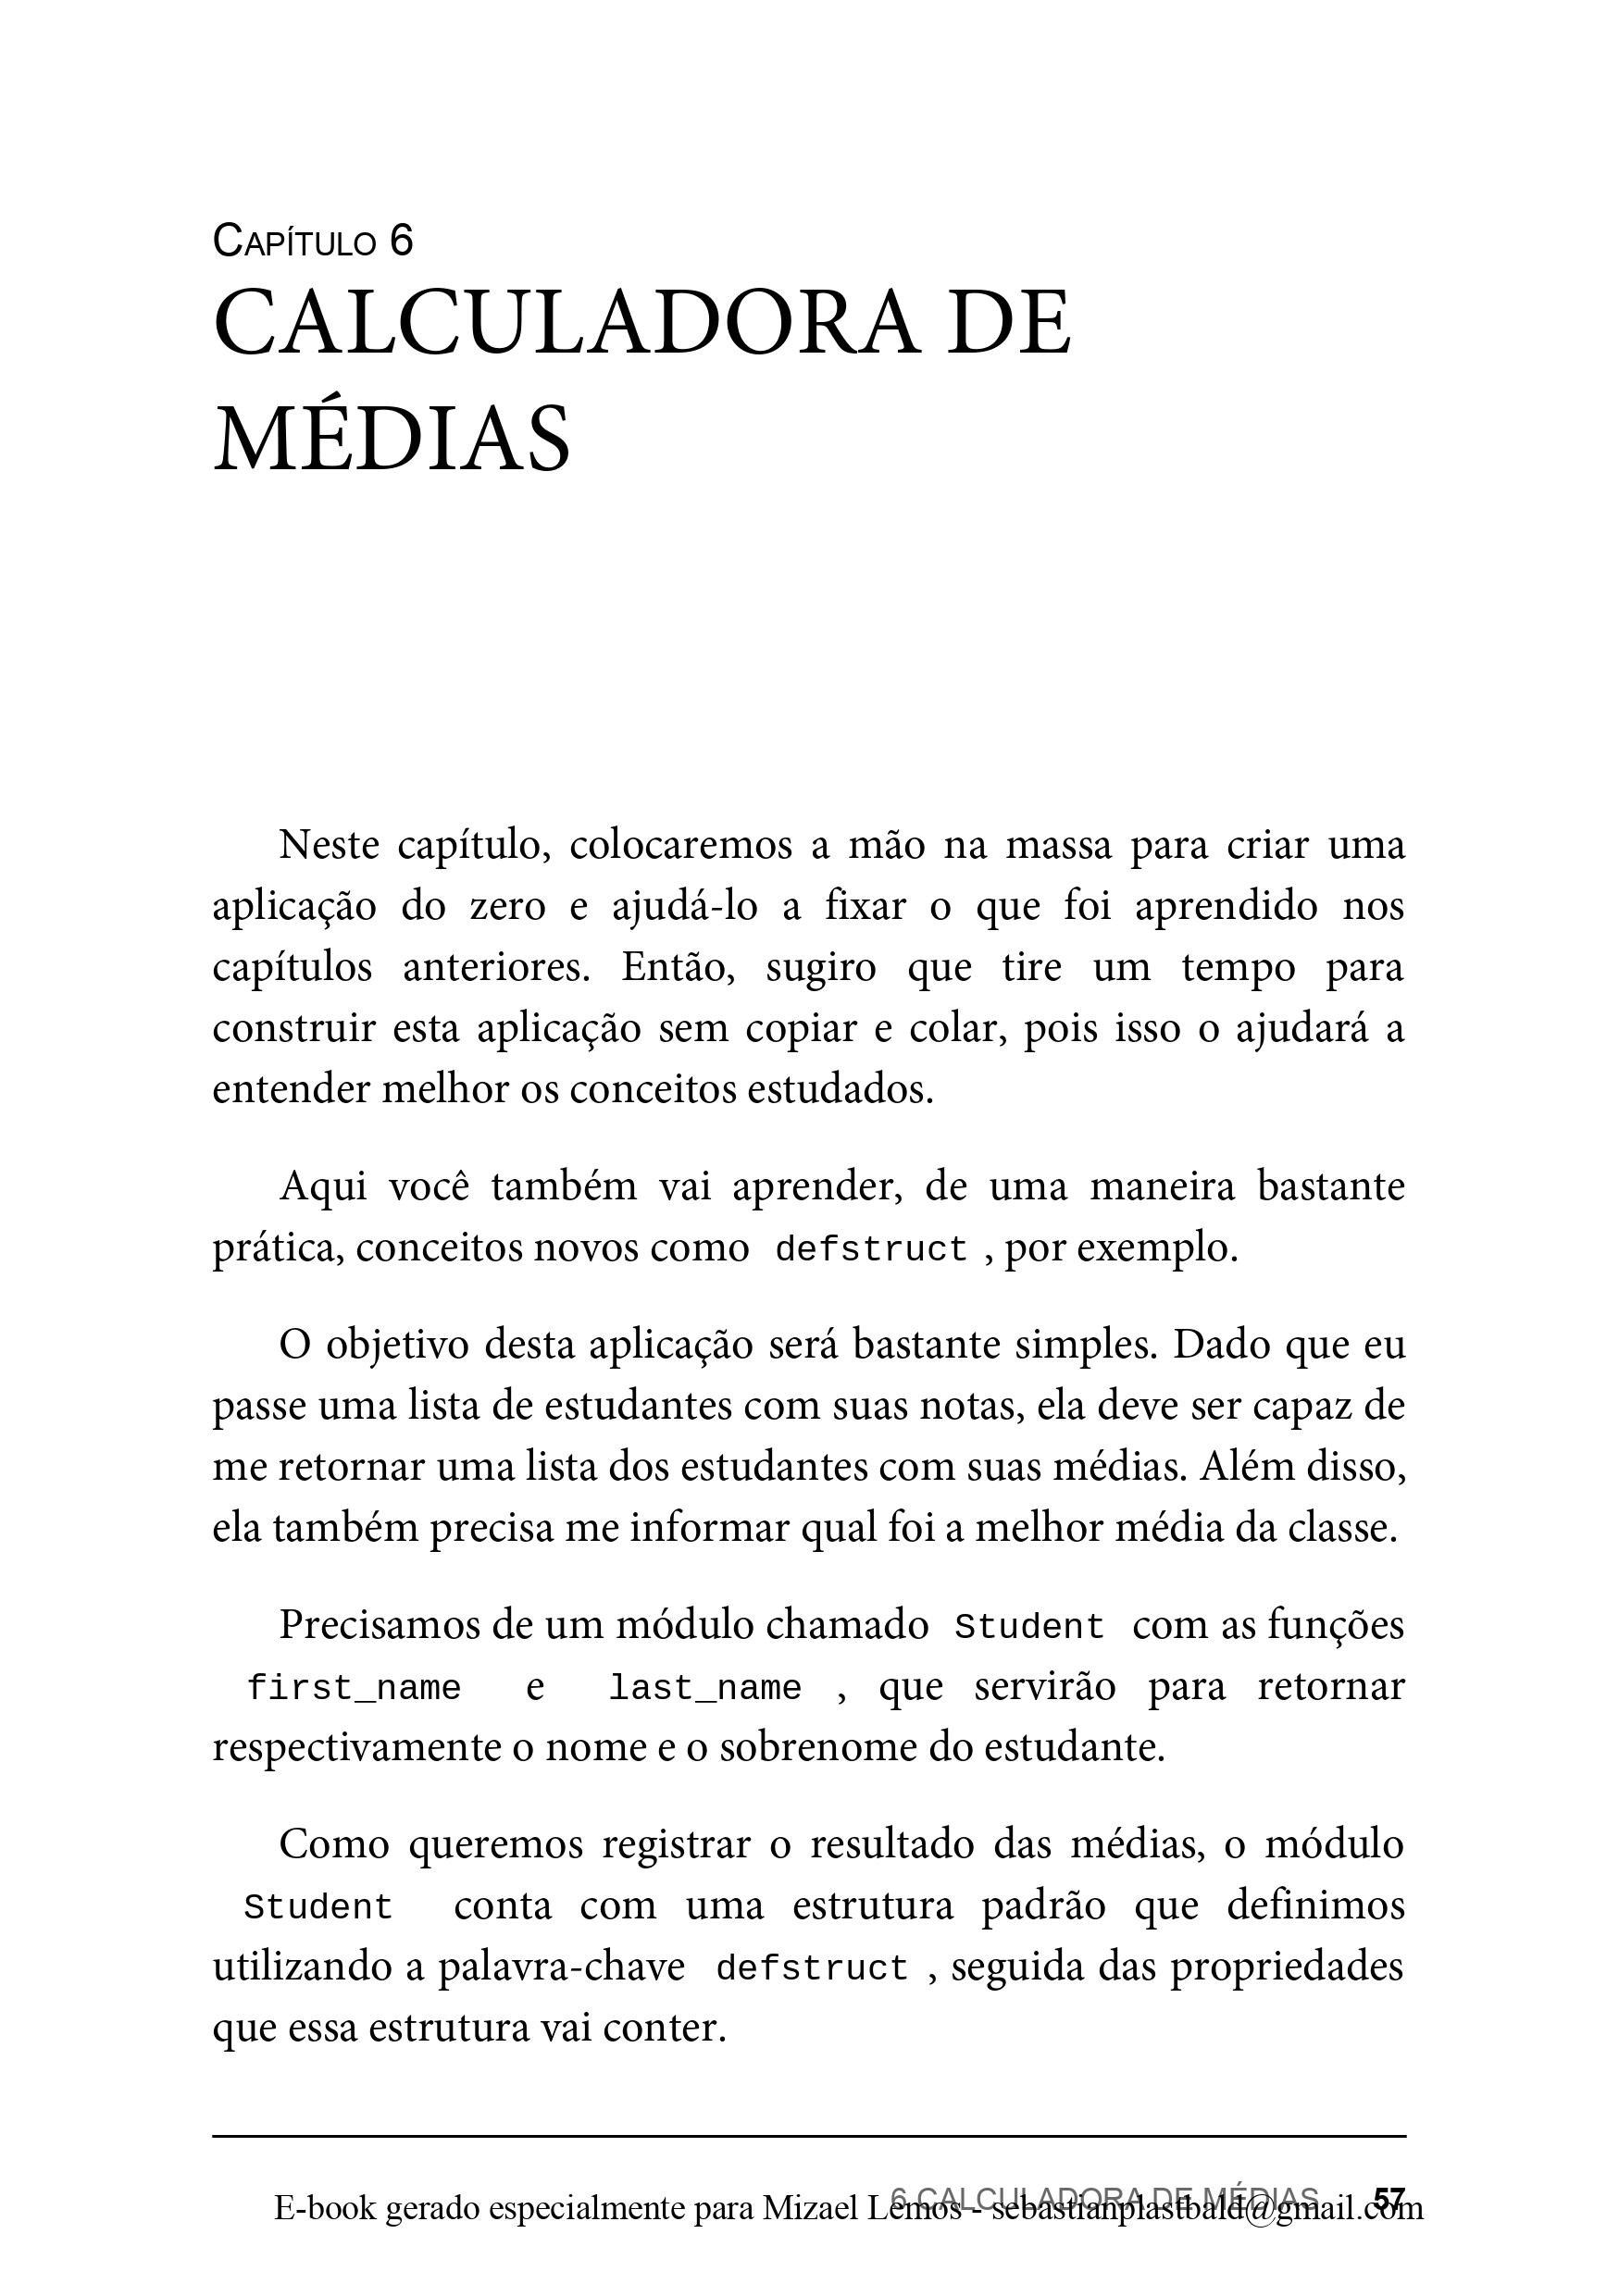 CAPÍTULO 6
CALCULADORA DE
MÉDIAS
Neste capítulo, colocaremos a mão na massa para criar uma
aplicação do zero e ajudá-lo a fixar o que foi aprendido nos
capítulos anteriores. Então, sugiro que tire um tempo para
construir esta aplicação sem copiar e colar, pois isso o ajudará a
entender melhor os conceitos estudados.
Aqui você também vai aprender, de uma maneira bastante
prática, conceitos novos como defstruct , por exemplo.
O objetivo desta aplicação será bastante simples. Dado que eu
passe uma lista de estudantes com suas notas, ela deve ser capaz de
me retornar uma lista dos estudantes com suas médias. Além disso,
ela também precisa me informar qual foi a melhor média da classe.
Precisamos de um módulo chamado Student com as funções
first_name e last_name , que servirão para retornar
respectivamente o nome e o sobrenome do estudante.
Como queremos registrar o resultado das médias, o módulo
Student conta com uma estrutura padrão que definimos
utilizando a palavra-chave defstruct , seguida das propriedades
que essa estrutura vai conter.
6 CALCULADORA DE MÉDIAS 57
E-book gerado especialmente para Mizael Lemos - sebastianplastbald@gmail.com